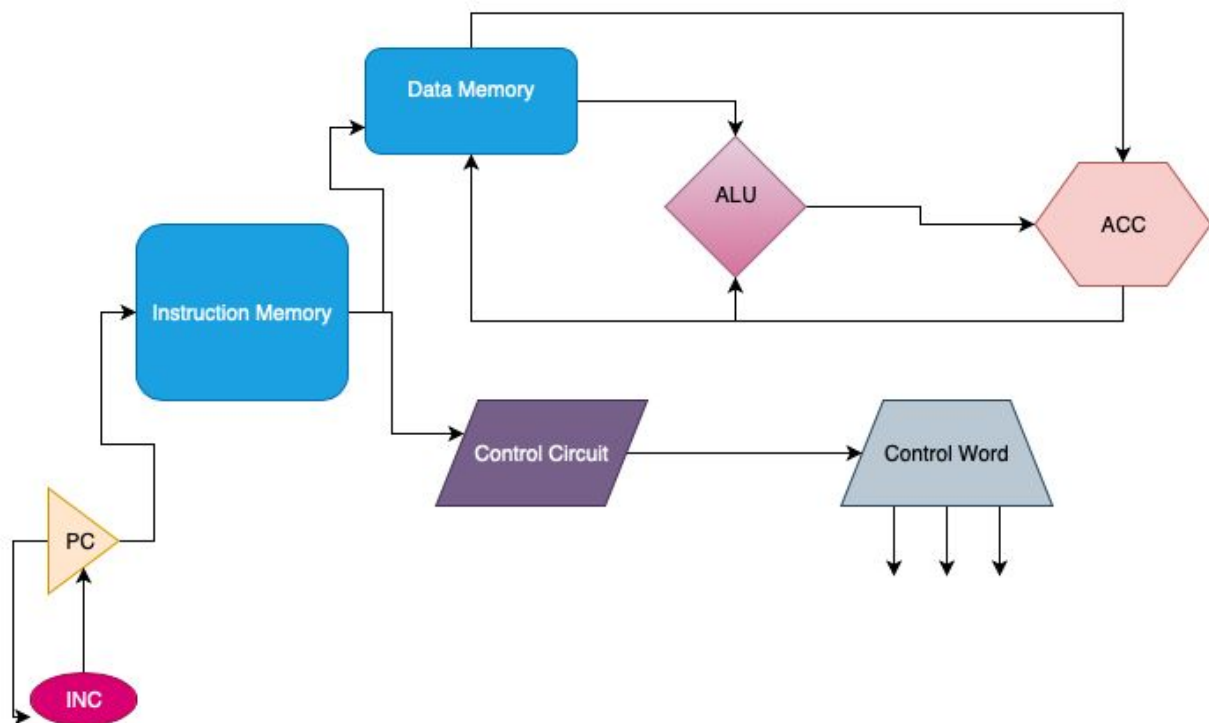 Data Memory
ALU
ACC
Instruction Memory
Control Circuit
Control Word
PC
INC